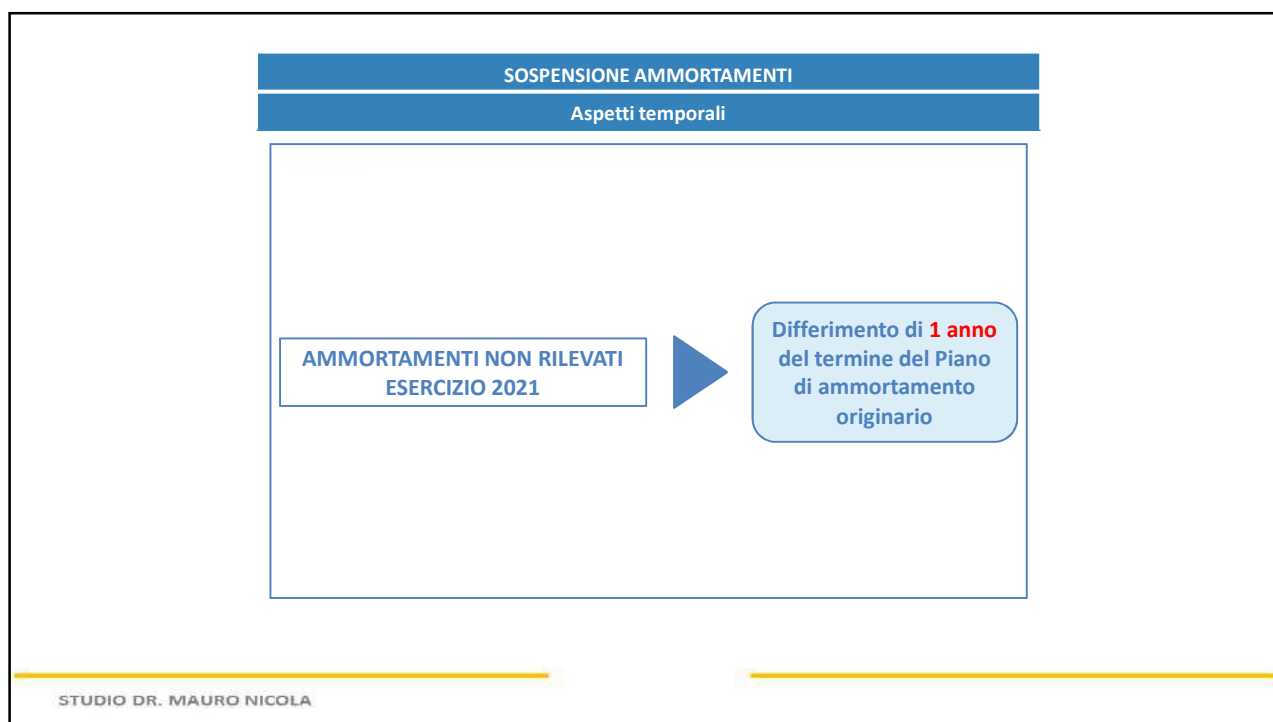 SOSPENSIONE AMMORTAMENTI
Aspetti temporali
AMMORTAMENTI NON RILEVATI
ESERCIZIO 2021
Differimento di 1 anno
del termine del Piano
di ammortamento
originario
STUDIO DR. MAURO NICOLA